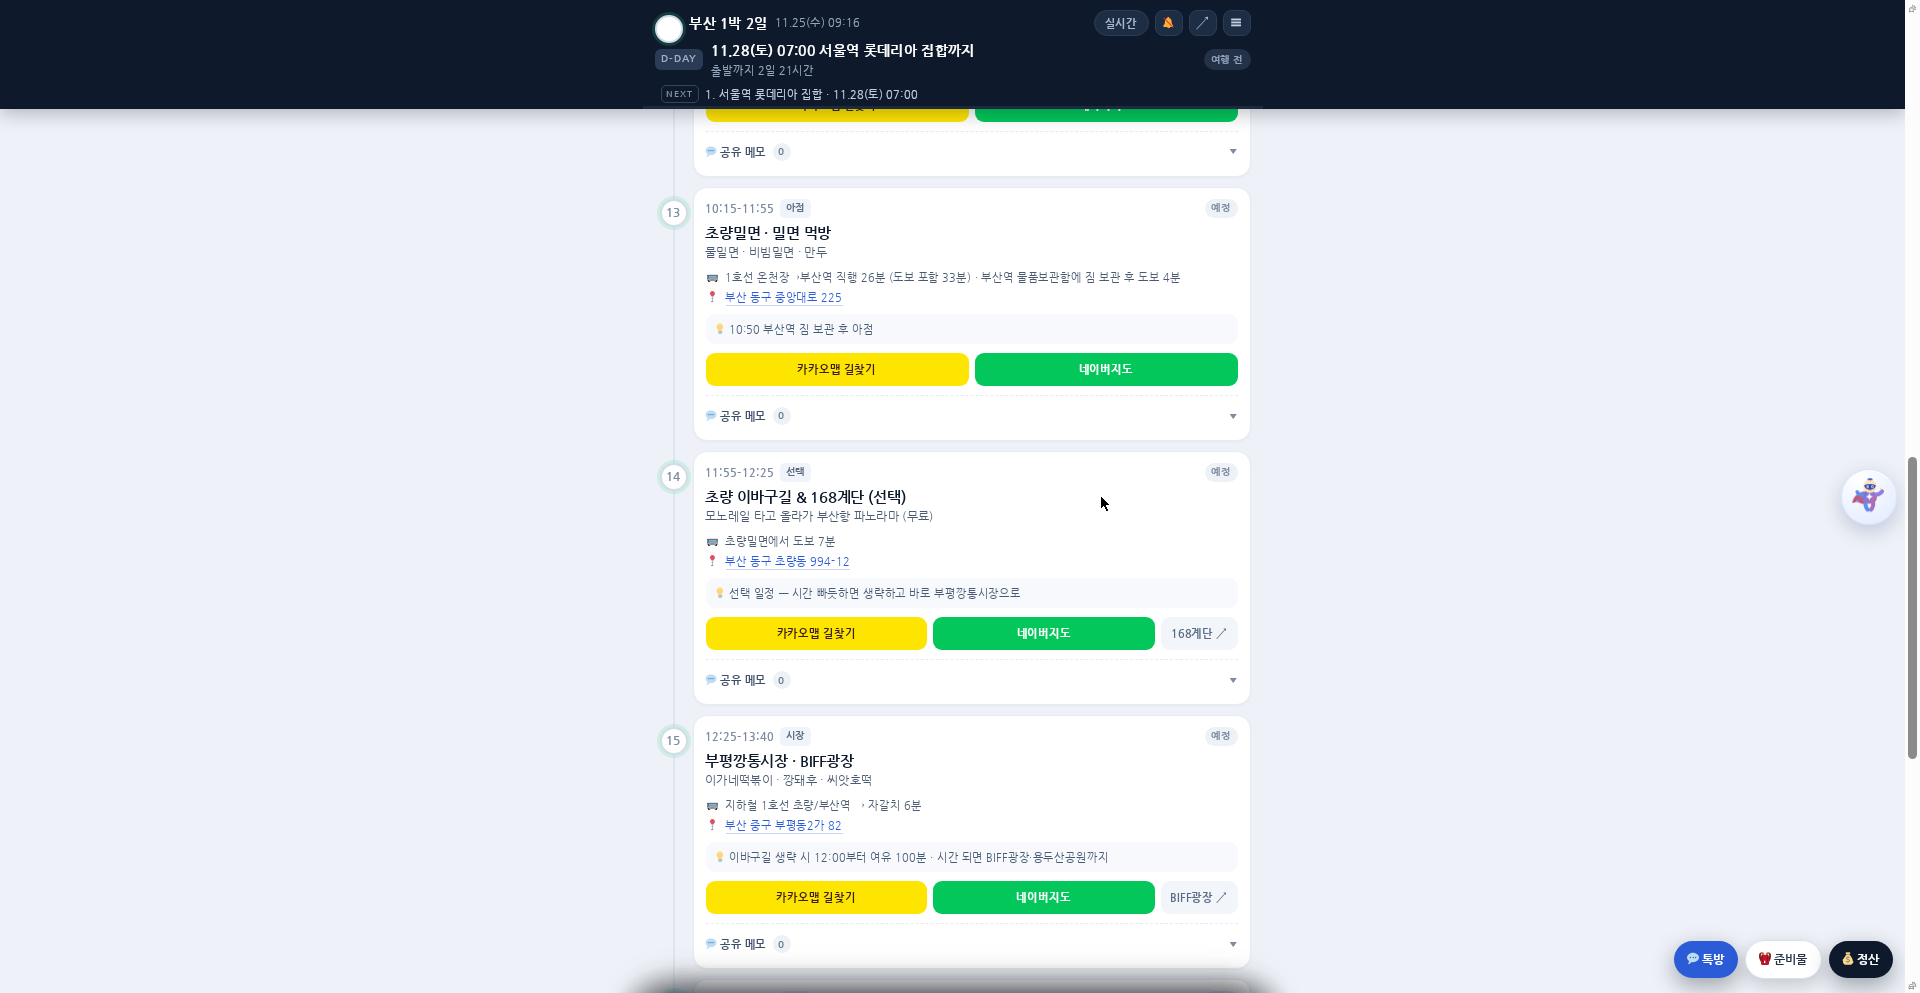 부산 1박 2일 11.25(수) 09:16
실시간
D-DAY
11.28(토) 07:00 서울역 롯데리아 집합까지
출발까지 2일 21시간
여행 전
NEXT 1. 서울역 롯데리아 집합 · 11.28(토) 07:00
공유 메모 0
13
10:15-11:55 아점
예정
초량밀면 · 밀면 먹방
물밀면 · 비빔밀면 · 만두
1호선 온천장→부산역 직행 26분 (도보 포함 33분) · 부산역 물품보관함에 짐 보관 후 도보 4분
부산 동구 중앙대로 225
10:50 부산역 짐 보관 후 아점
카카오맵 길찾기 네이버지도
공유 메모 0
14
11:55-12:25 선택
예정
초량 이바구길 & 168계단 (선택)
모노레일 타고 올라가 부산항 파노라마 (무료)
초량밀면에서 도보 7분
부산 동구 초량동 994-12
선택 일정 — 시간 빠듯하면 생략하고 바로 부평깡통시장으로
카카오맵 길찾기 네이버지도 168계단 ↗
공유 메모 0
15
12:25-13:40 시장
예정
부평깡통시장 · BIFF광장
이가네떡볶이 · 깡돼후 · 씨앗호떡
지하철 1호선 초량/부산역 → 자갈치 6분
부산 중구 부평동2가 82
이바구길 생략 시 12:00부터 여유 100분 · 시간 되면 BIFF광장·용두산공원까지
카카오맵 길찾기 네이버지도 BIFF광장 ↗
공유 메모 0
톡방 준비물 정산